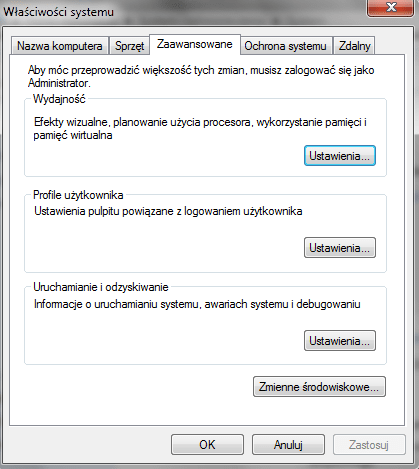 Właściwości systemu
Nazwa komputera Sprzęt Zaawansowane Ochrona systemu Zdalny
Aby móc przeprowadzić większość tych zmian, musisz zalogować się jako
Administrator.
Wydajność
Efekty wizualne, planowanie użycia procesora, wykorzystanie pamięci i
pamięć wirtualna
Ustawienia...
Profile użytkownika
Ustawienia pulpitu powiązane z logowaniem użytkownika
Ustawienia...
Uruchamianie i odzyskiwanie
Informacje o uruchamianiu systemu, awariach systemu i debugowaniu
Ustawienia...
Zmienne środowiskowe...
OK Anuluj Zastosuj